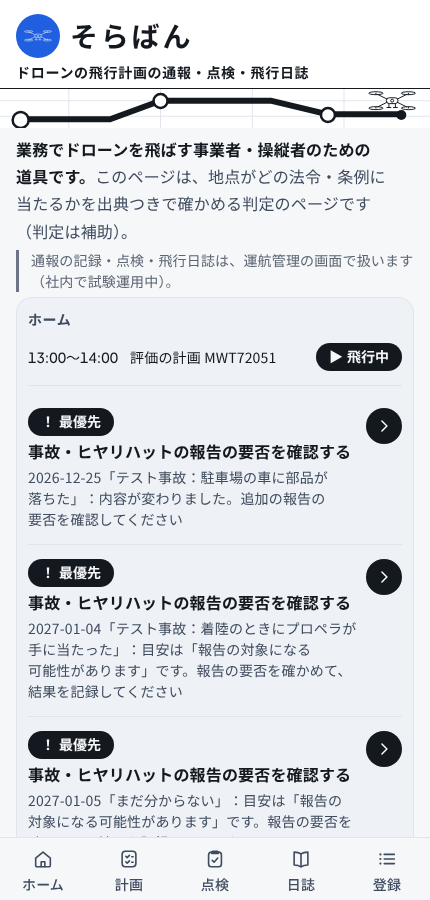 そらばん
ドローンの飛行計画の通報・点検・飛行日誌
業務でドローンを飛ばす事業者・操縦者のための
道具です。このページは、地点がどの法令・条例に
当たるかを出典つきで確かめる判定のページです
（判定は補助）。
通報の記録・点検・飛行日誌は、運航管理の画面で扱います
（社内で試験運用中）。
ホーム
13:00〜14:00 評価の計画 MWT72051
▶ 飛行中
！ 最優先
事故・ヒヤリハットの報告の要否を確認する
2026-12-25「テスト事故：駐車場の車に部品が
落ちた」：内容が変わりました。追加の報告の
要否を確認してください
！ 最優先
事故・ヒヤリハットの報告の要否を確認する
2027-01-04「テスト事故：着陸のときにプロペラが
手に当たった」：目安は「報告の対象になる
可能性があります」です。報告の要否を確かめて、
結果を記録してください
！ 最優先
事故・ヒヤリハットの報告の要否を確認する
2027-01-05「まだ分からない」：目安は「報告の
対象になる可能性があります」です。報告の要否を
ホーム 計画 点検 日誌 登録